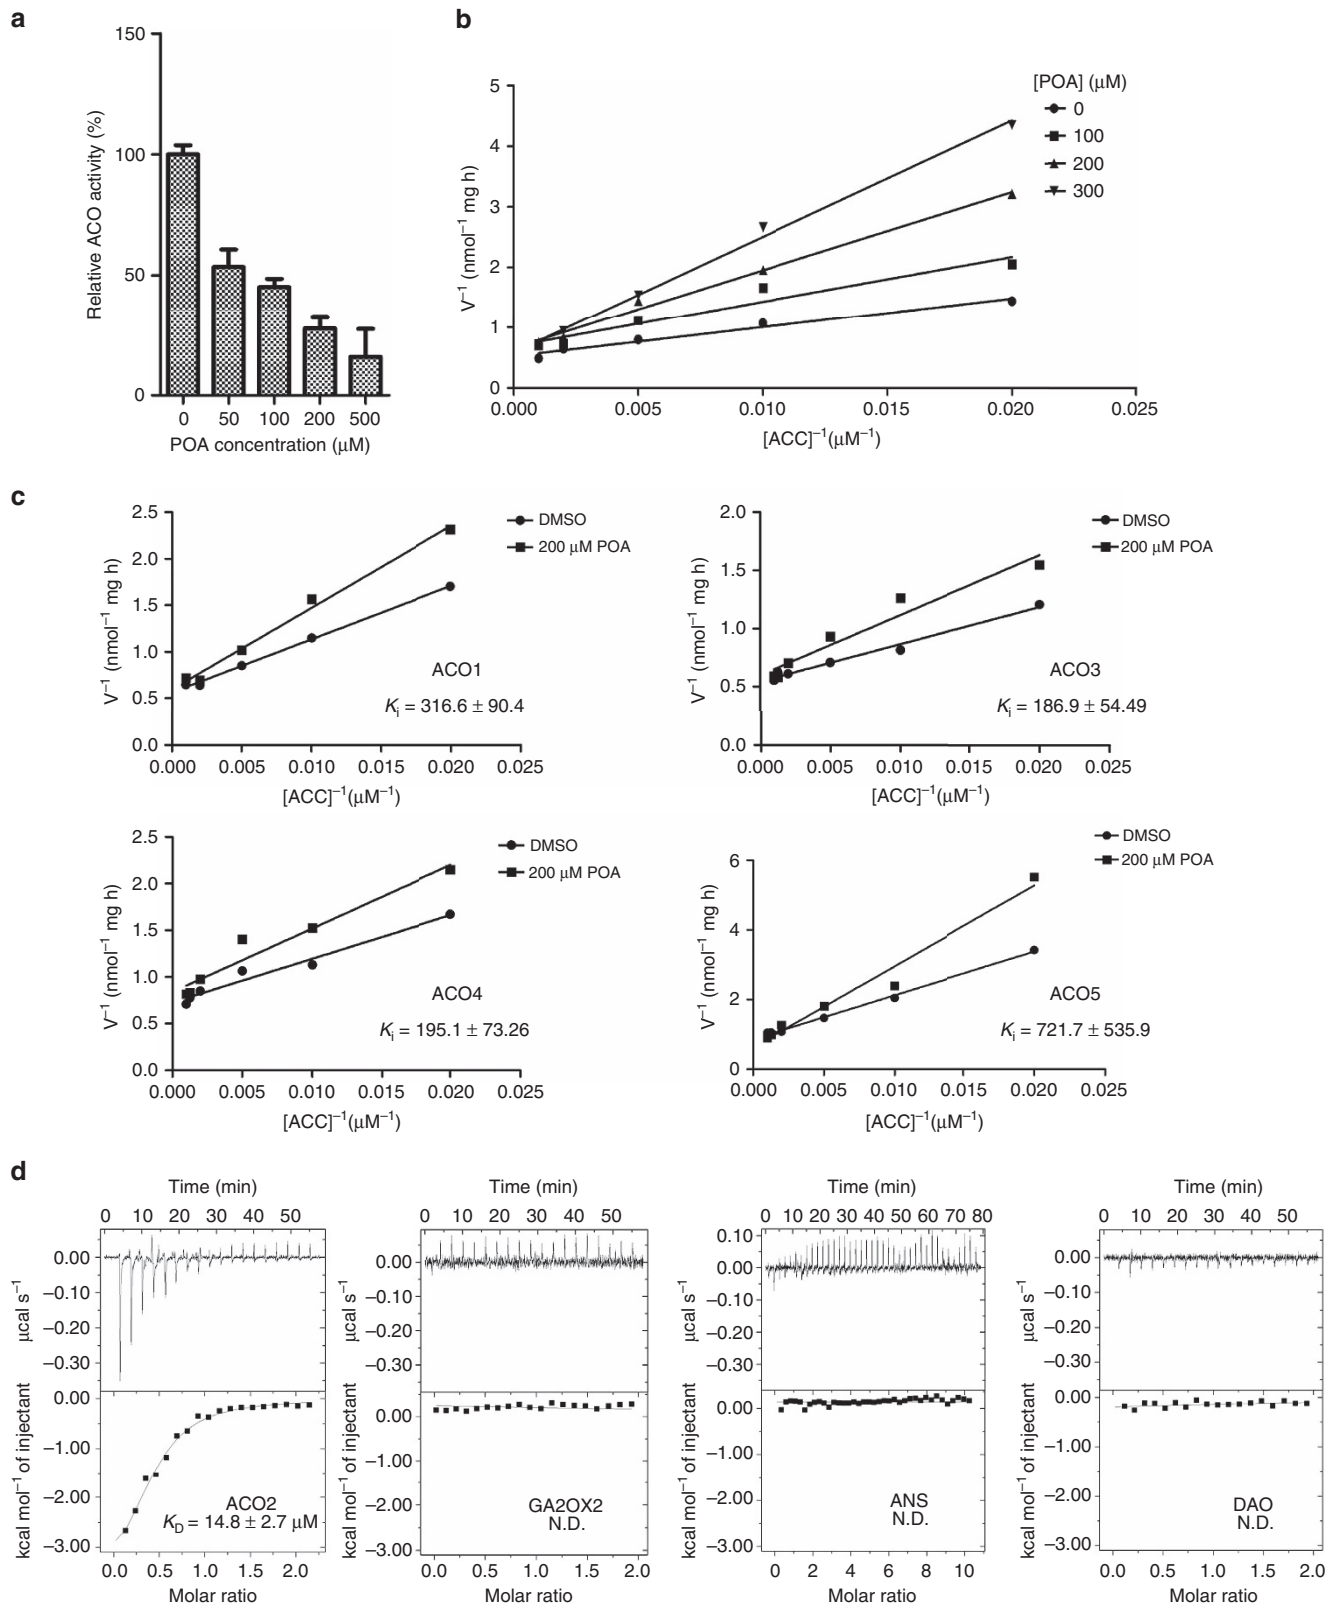 a
150
100
50
0
Relative ACO activity (%)
0 50 100 200 500
POA concentration (μM)
b
5
4
3
2
1
0
V⁻¹ (nmol⁻¹ mg h)
0.000 0.005 0.010 0.015 0.020 0.025
[ACC]⁻¹(μM⁻¹)
[POA] (μM)
0
100
200
300
c
2.5
2.0
1.5
1.0
0.5
0.0
V⁻¹ (nmol⁻¹ mg h)
DMSO
200 μM POA
ACO1
Ki = 316.6 ± 90.4
0.000 0.005 0.010 0.015 0.020 0.025
[ACC]⁻¹(μM⁻¹)
2.0
1.5
1.0
0.5
0.0
V⁻¹ (nmol⁻¹ mg h)
DMSO
200 μM POA
ACO3
Ki = 186.9 ± 54.49
0.000 0.005 0.010 0.015 0.020 0.025
[ACC]⁻¹(μM⁻¹)
2.5
2.0
1.5
1.0
0.5
0.0
V⁻¹ (nmol⁻¹ mg h)
DMSO
200 μM POA
ACO4
Ki = 195.1 ± 73.26
0.000 0.005 0.010 0.015 0.020 0.025
[ACC]⁻¹(μM⁻¹)
6
4
2
0
V⁻¹ (nmol⁻¹ mg h)
DMSO
200 μM POA
ACO5
Ki = 721.7 ± 535.9
0.000 0.005 0.010 0.015 0.020 0.025
[ACC]⁻¹(μM⁻¹)
d
Time (min)
0 10 20 30 40 50
0.00
−0.10
−0.20
−0.30
μcal s⁻¹
0.00
−1.00
−2.00
−3.00
kcal mol⁻¹ of injectant
ACO2
KD = 14.8 ± 2.7 μM
0.0 0.5 1.0 1.5 2.0
Molar ratio
Time (min)
0 10 20 30 40 50
0.00
−0.10
−0.20
−0.30
μcal s⁻¹
0.00
−1.00
−2.00
−3.00
kcal mol⁻¹ of injectant
GA2OX2
N.D.
0.0 0.5 1.0 1.5 2.0
Molar ratio
Time (min)
0 10 20 30 40 50 60 70 80
0.10
0.00
−0.10
−0.20
−0.30
μcal s⁻¹
0.00
−1.00
−2.00
−3.00
kcal mol⁻¹ of injectant
ANS
N.D.
0 2 4 6 8 10
Molar ratio
Time (min)
0 10 20 30 40 50
0.00
−0.10
−0.20
−0.30
μcal s⁻¹
0.00
−1.00
−2.00
−3.00
kcal mol⁻¹ of injectant
DAO
N.D.
0.0 0.5 1.0 1.5 2.0
Molar ratio